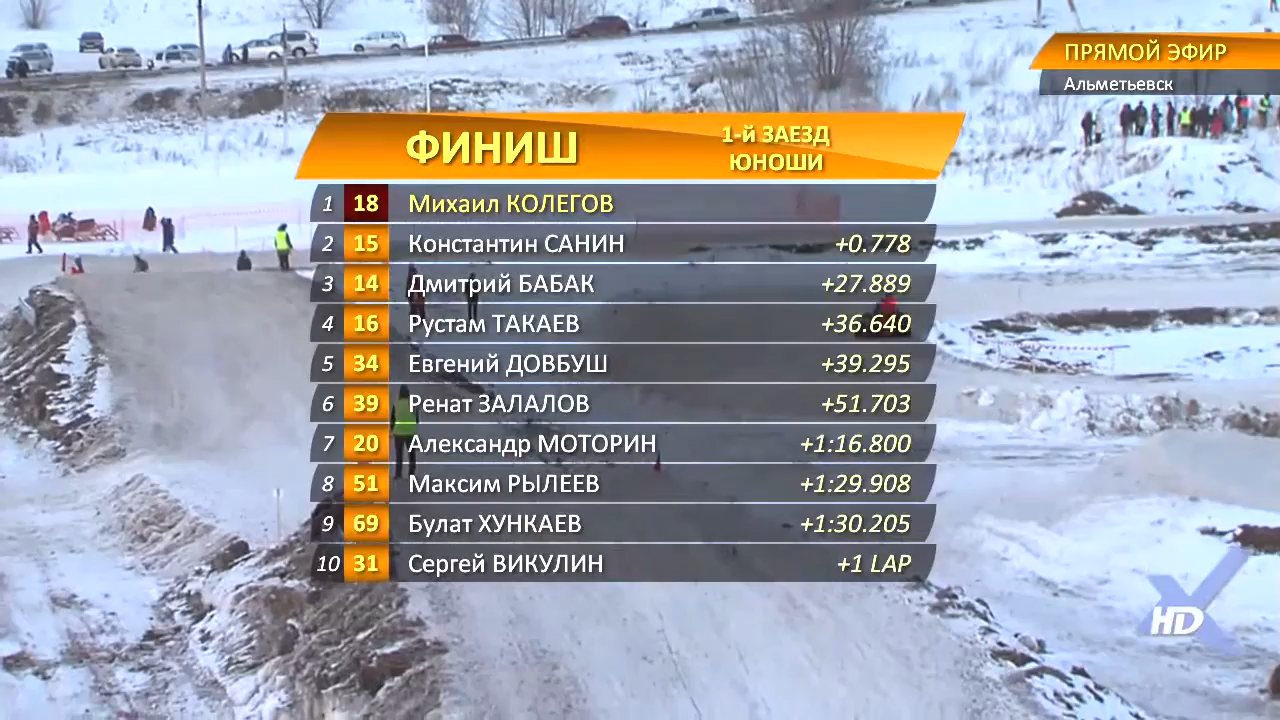 ПРЯМОЙ ЭФИР
Альметьевск
ФИНИШ
1-й ЗАЕЗД
ЮНОШИ
1 18 Михаил КОЛЕГОВ
2 15 Константин САНИН +0.778
3 14 Дмитрий БАБАК +27.889
4 16 Рустам ТАКАЕВ +36.640
5 34 Евгений ДОВБУШ +39.295
6 39 Ренат ЗАЛАЛОВ +51.703
7 20 Александр МОТОРИН +1:16.800
8 51 Максим РЫЛЕЕВ +1:29.908
9 69 Булат ХУНКАЕВ +1:30.205
10 31 Сергей ВИКУЛИН +1 LAP
X
HD